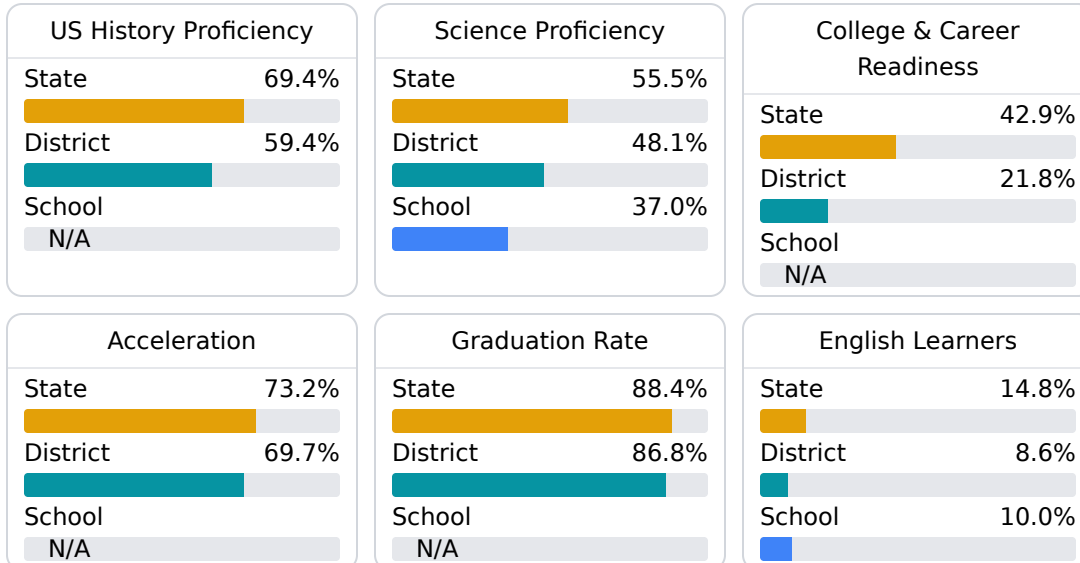 US History Proficiency
State 69.4%
District 59.4%
School
N/A
Science Proficiency
State 55.5%
District 48.1%
School 37.0%
College & Career
Readiness
State 42.9%
District 21.8%
School
N/A
Acceleration
State 73.2%
District 69.7%
School
N/A
Graduation Rate
State 88.4%
District 86.8%
School
N/A
English Learners
State 14.8%
District 8.6%
School 10.0%